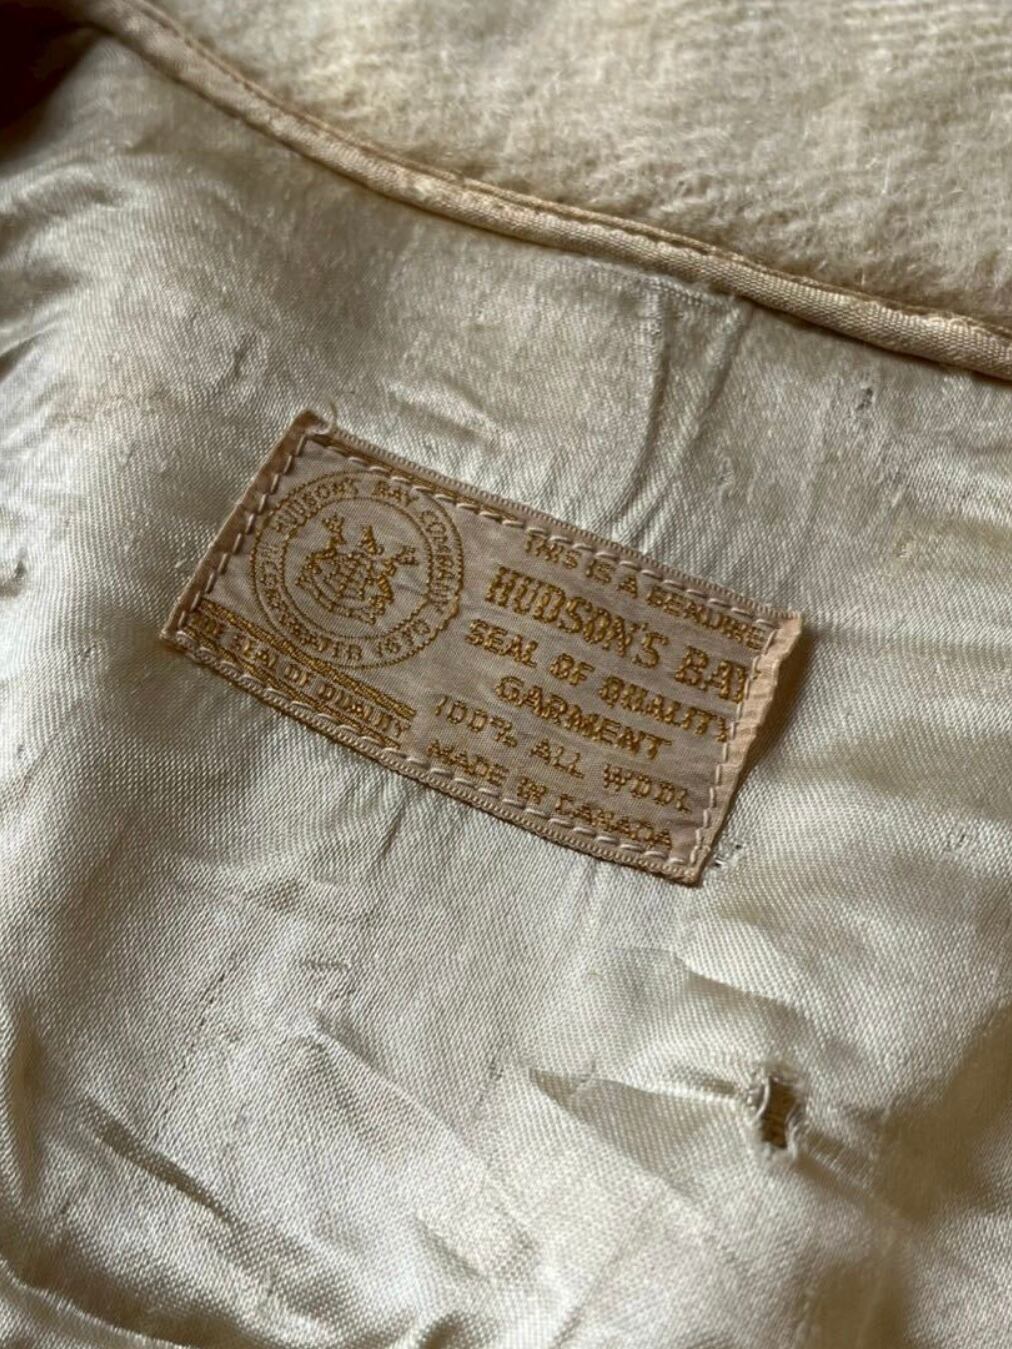 HUDSON'S BAY COMPANY
INCORPORATED 1670
SEAL OF QUALITY
THIS IS A GENUINE
HUDSON'S BAY
SEAL OF QUALITY
GARMENT
100% ALL WOOL
MADE IN CANADA